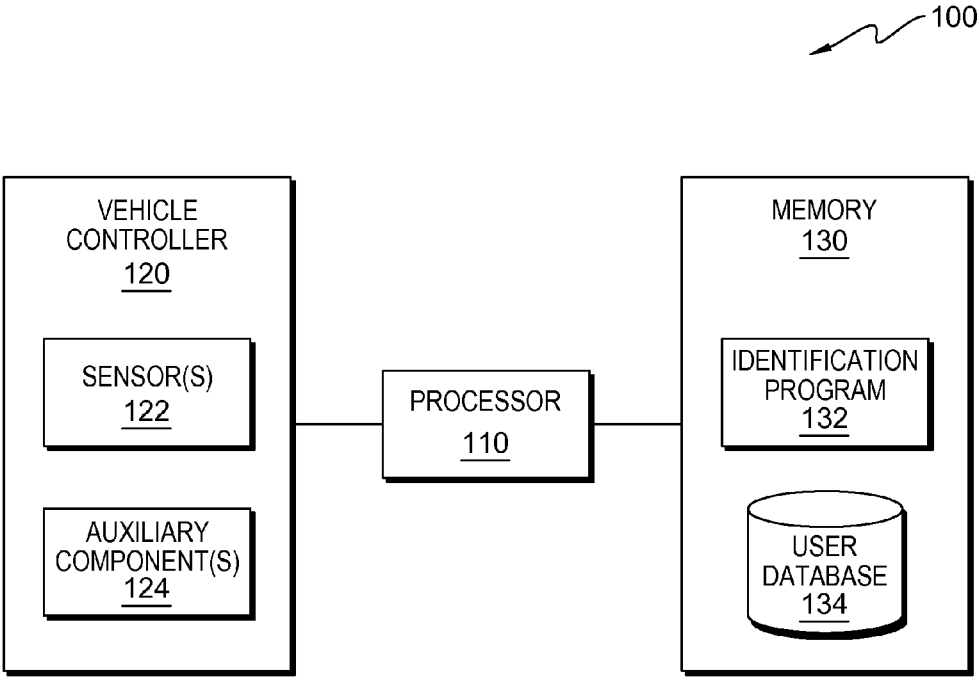 100
VEHICLE
CONTROLLER
120
SENSOR(S)
122
AUXILIARY
COMPONENT(S)
124
PROCESSOR
110
MEMORY
130
IDENTIFICATION
PROGRAM
132
USER
DATABASE
134